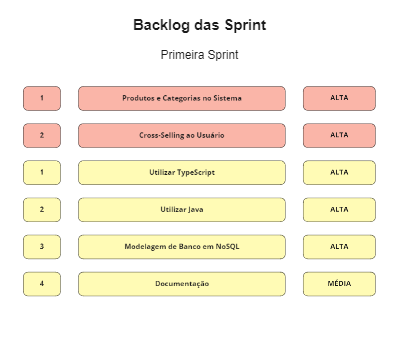 Backlog das Sprint
Primeira Sprint
1 Produtos e Categorias no Sistema ALTA
2 Cross-Selling ao Usuário ALTA
1 Utilizar TypeScript ALTA
2 Utilizar Java ALTA
3 Modelagem de Banco em NoSQL ALTA
4 Documentação MÉDIA